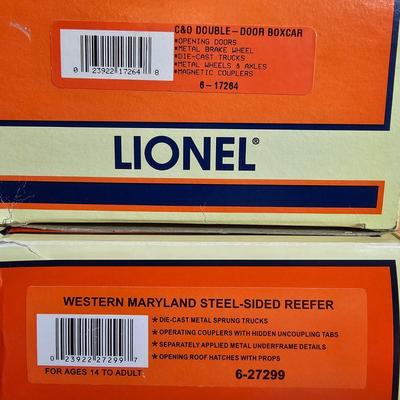 C&O DOUBLE-DOOR BOXCAR
*OPENING DOORS
*METAL BRAKE WHEEL
*DIE-CAST TRUCKS
*METAL WHEELS & AXLES
*MAGNETIC COUPLERS
0 23922 17264 8
6-17264
LIONEL®
WESTERN MARYLAND STEEL-SIDED REEFER
*DIE-CAST METAL SPRUNG TRUCKS
*OPERATING COUPLERS WITH HIDDEN UNCOUPLING TABS
*SEPARATELY APPLIED METAL UNDERFRAME DETAILS
*OPENING ROOF HATCHES WITH PROPS
0 23922 27299 7
FOR AGES 14 TO ADULT
6-27299